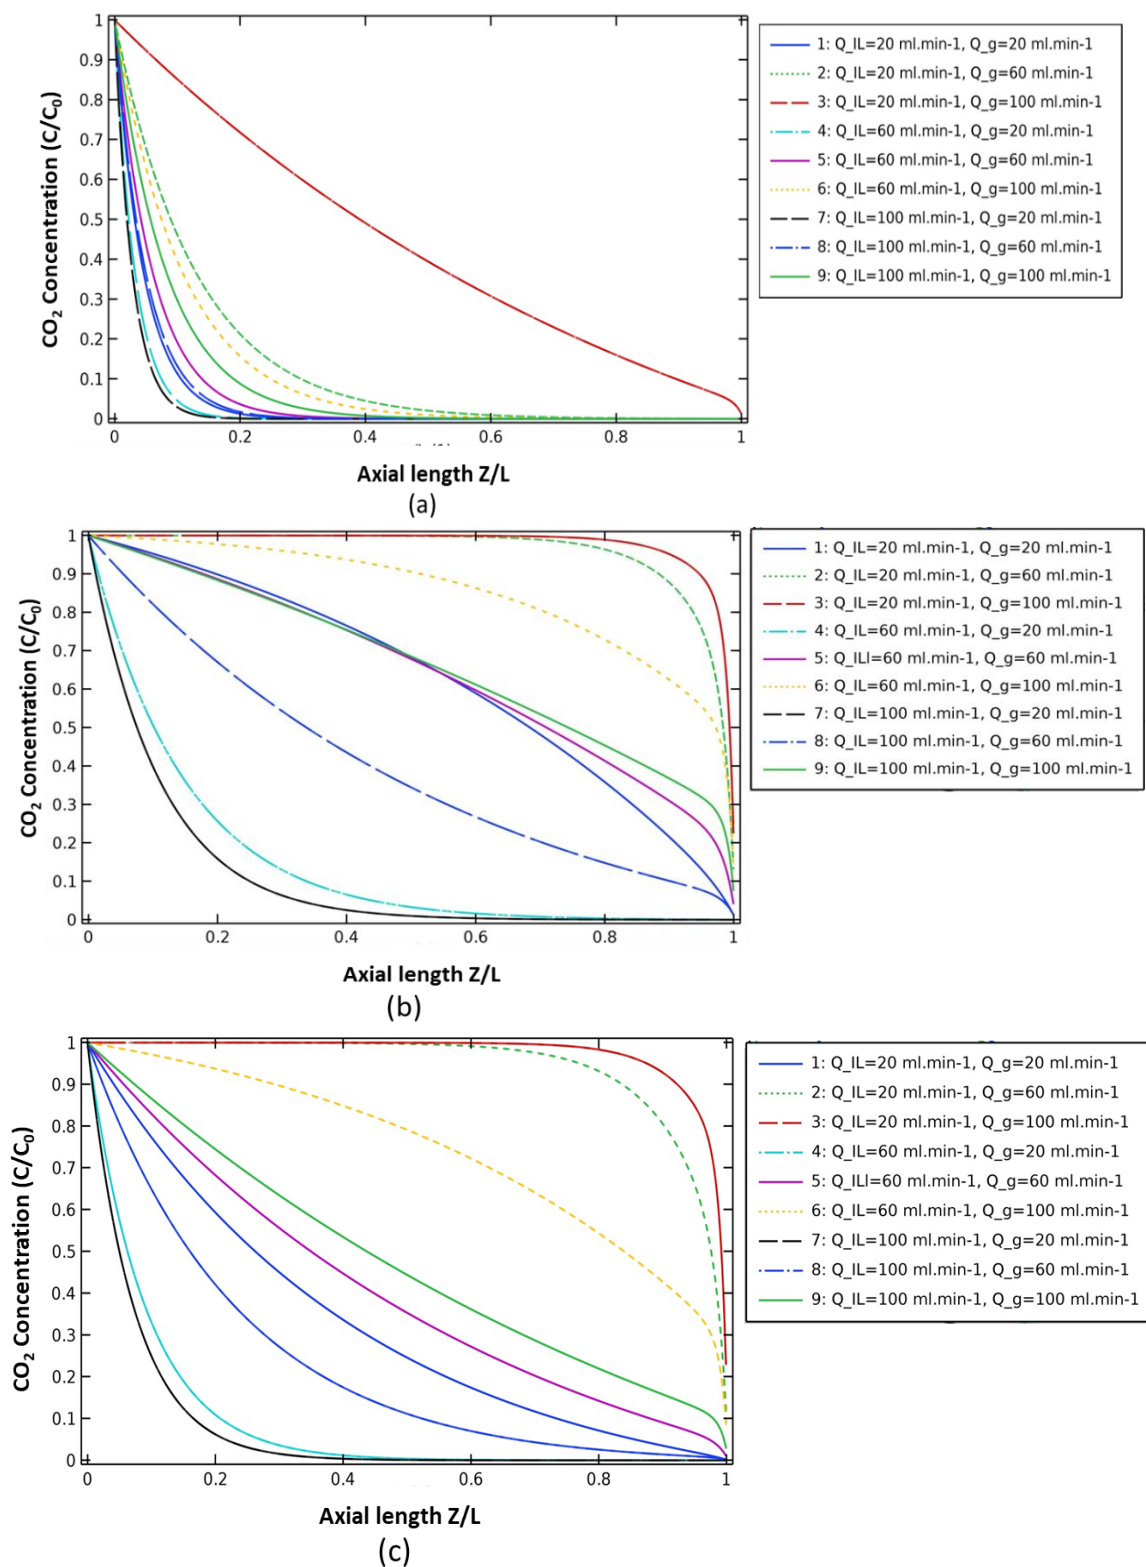 1
0.9
0.8
0.7
0.6
0.5
0.4
0.3
0.2
0.1
0
CO₂ Concentration (C/C₀)
0 0.2 0.4 0.6 0.8 1
Axial length Z/L
(a)
1: Q_IL=20 ml.min-1, Q_g=20 ml.min-1
2: Q_IL=20 ml.min-1, Q_g=60 ml.min-1
3: Q_IL=20 ml.min-1, Q_g=100 ml.min-1
4: Q_IL=60 ml.min-1, Q_g=20 ml.min-1
5: Q_IL=60 ml.min-1, Q_g=60 ml.min-1
6: Q_IL=60 ml.min-1, Q_g=100 ml.min-1
7: Q_IL=100 ml.min-1, Q_g=20 ml.min-1
8: Q_IL=100 ml.min-1, Q_g=60 ml.min-1
9: Q_IL=100 ml.min-1, Q_g=100 ml.min-1
1
0.9
0.8
0.7
0.6
0.5
0.4
0.3
0.2
0.1
0
CO₂ Concentration (C/C₀)
0 0.2 0.4 0.6 0.8 1
Axial length Z/L
(b)
1: Q_IL=20 ml.min-1, Q_g=20 ml.min-1
2: Q_IL=20 ml.min-1, Q_g=60 ml.min-1
3: Q_IL=20 ml.min-1, Q_g=100 ml.min-1
4: Q_IL=60 ml.min-1, Q_g=20 ml.min-1
5: Q_ILl=60 ml.min-1, Q_g=60 ml.min-1
6: Q_IL=60 ml.min-1, Q_g=100 ml.min-1
7: Q_IL=100 ml.min-1, Q_g=20 ml.min-1
8: Q_IL=100 ml.min-1, Q_g=60 ml.min-1
9: Q_IL=100 ml.min-1, Q_g=100 ml.min-1
1
0.9
0.8
0.7
0.6
0.5
0.4
0.3
0.2
0.1
0
CO₂ Concentration (C/C₀)
0 0.2 0.4 0.6 0.8 1
Axial length Z/L
(c)
1: Q_IL=20 ml.min-1, Q_g=20 ml.min-1
2: Q_IL=20 ml.min-1, Q_g=60 ml.min-1
3: Q_IL=20 ml.min-1, Q_g=100 ml.min-1
4: Q_IL=60 ml.min-1, Q_g=20 ml.min-1
5: Q_ILl=60 ml.min-1, Q_g=60 ml.min-1
6: Q_IL=60 ml.min-1, Q_g=100 ml.min-1
7: Q_IL=100 ml.min-1, Q_g=20 ml.min-1
8: Q_IL=100 ml.min-1, Q_g=60 ml.min-1
9: Q_IL=100 ml.min-1, Q_g=100 ml.min-1